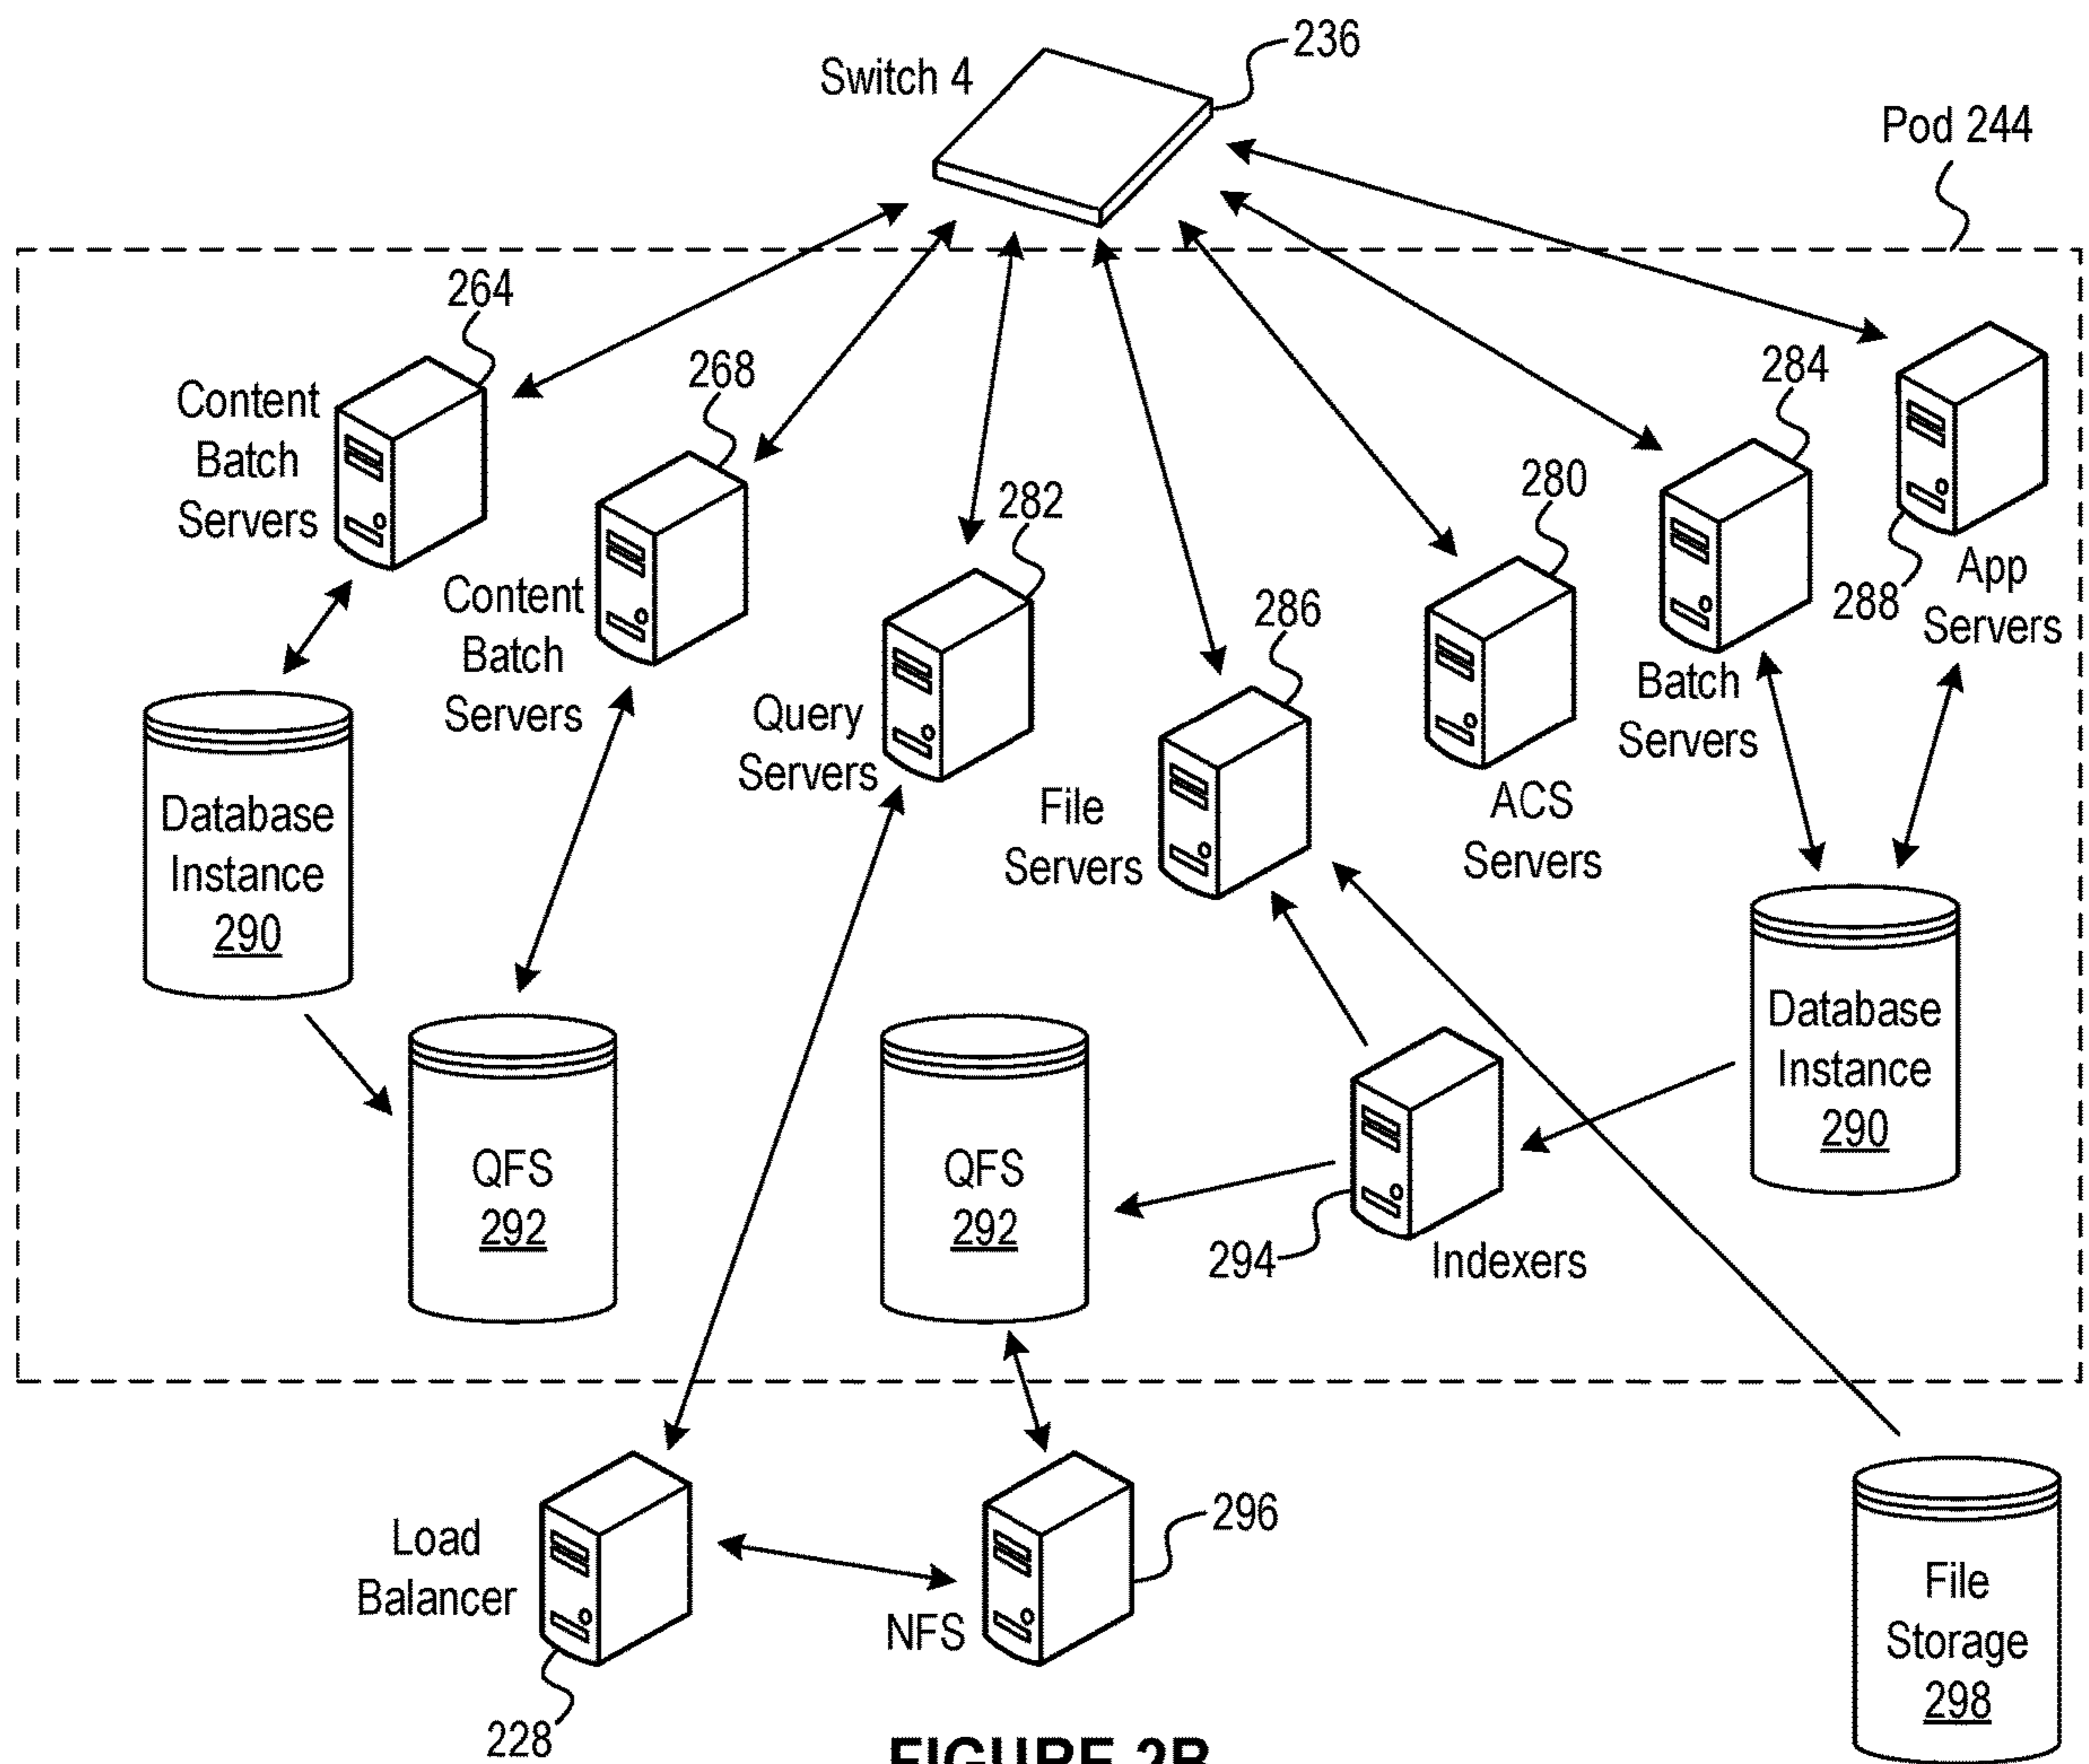 236
Switch 4
Pod 244
264
Content
Batch
Servers
268
Content
Batch
Servers
282
Query
Servers
286
File
Servers
280
ACS
Servers
284
Batch
Servers
288
App
Servers
Database
Instance
290
QFS
292
QFS
292
294
Indexers
Database
Instance
290
Load
Balancer
228
NFS
296
File
Storage
298
FIGURE 2B